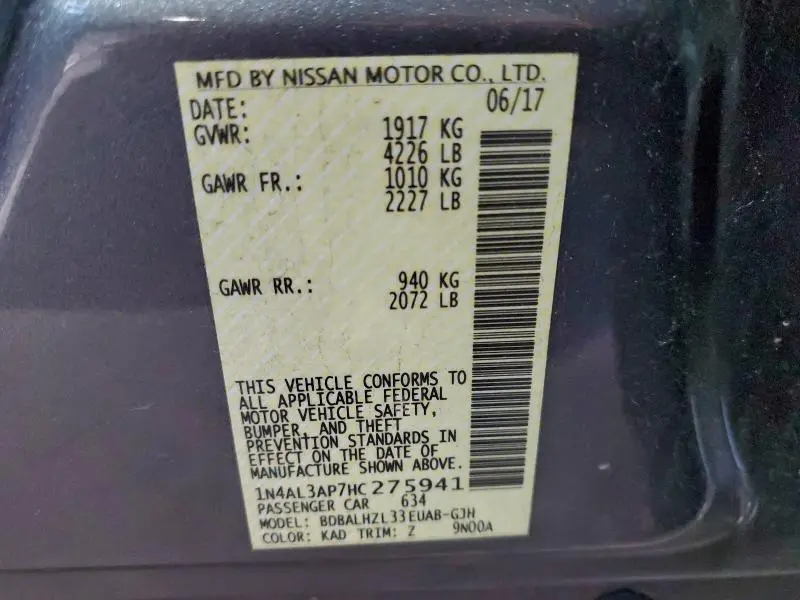 MFD BY NISSAN MOTOR CO., LTD.
DATE: 06/17
GVWR: 1917 KG
4226 LB
GAWR FR.: 1010 KG
2227 LB
GAWR RR.: 940 KG
2072 LB
THIS VEHICLE CONFORMS TO
ALL APPLICABLE FEDERAL
MOTOR VEHICLE SAFETY,
BUMPER, AND THEFT
PREVENTION STANDARDS IN
EFFECT ON THE DATE OF
MANUFACTURE SHOWN ABOVE.
1N4AL3AP7HC275941
PASSENGER CAR 634
MODEL: BDBALHZL33EUAB-GJH
COLOR: KAD TRIM: Z 9N00A